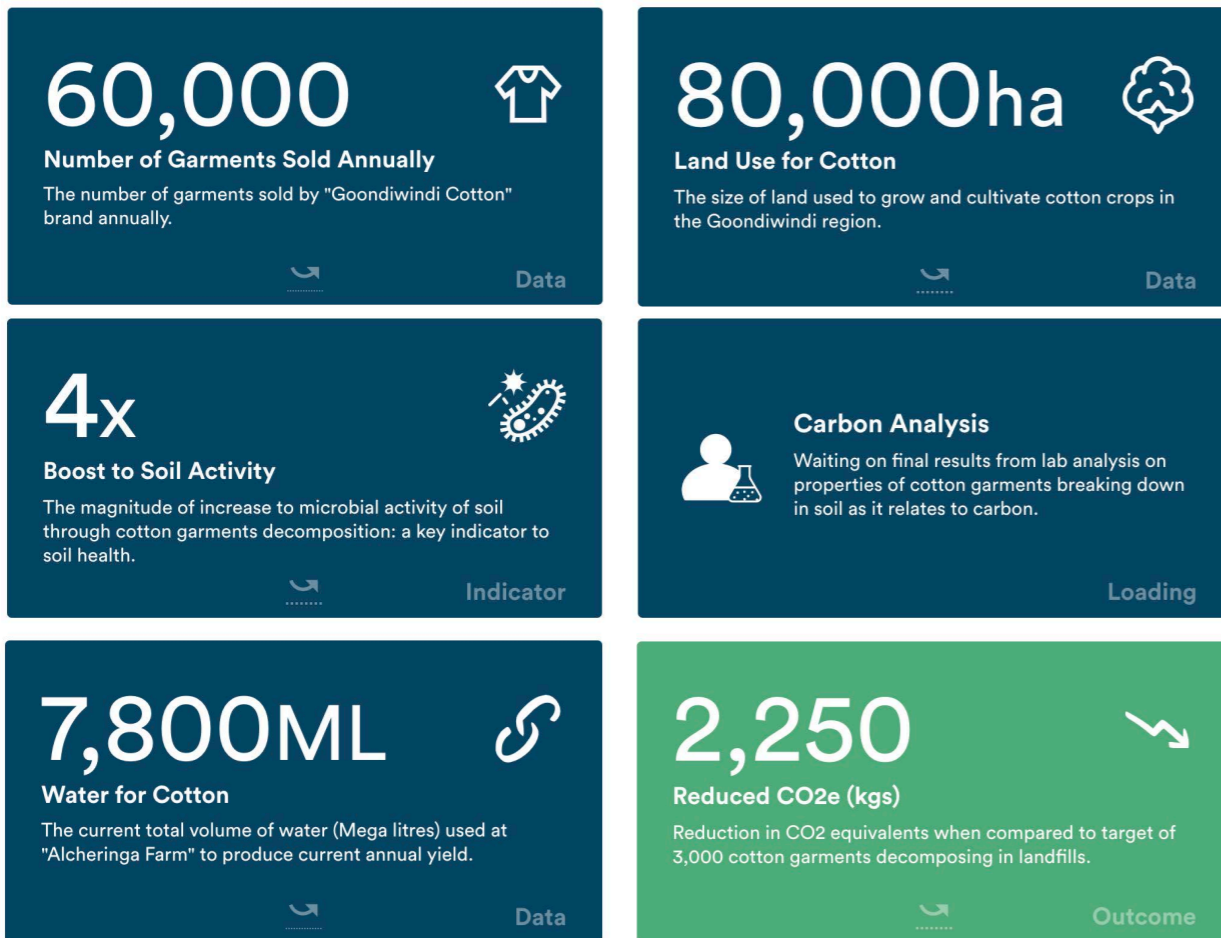 60,000
Number of Garments Sold Annually
The number of garments sold by "Goondiwindi Cotton"
brand annually.
Data
80,000ha
Land Use for Cotton
The size of land used to grow and cultivate cotton crops in
the Goondiwindi region.
Data
4x
Boost to Soil Activity
The magnitude of increase to microbial activity of soil
through cotton garments decomposition: a key indicator to
soil health.
Indicator
Carbon Analysis
Waiting on final results from lab analysis on
properties of cotton garments breaking down
in soil as it relates to carbon.
Loading
7,800ML
Water for Cotton
The current total volume of water (Mega litres) used at
"Alcheringa Farm" to produce current annual yield.
Data
2,250
Reduced CO2e (kgs)
Reduction in CO2 equivalents when compared to target of
3,000 cotton garments decomposing in landfills.
Outcome